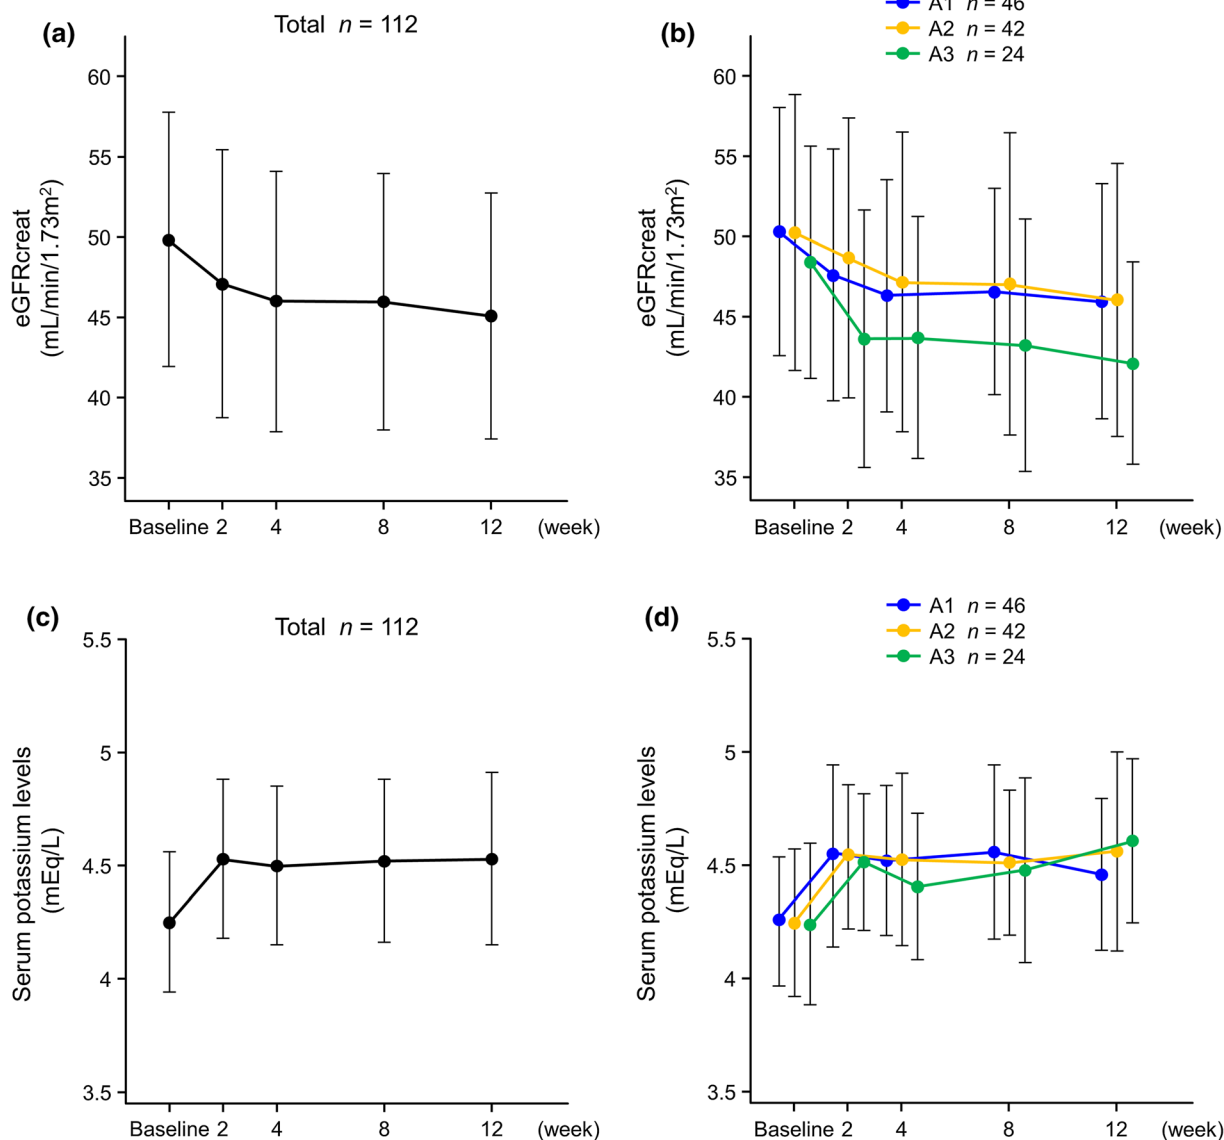 (a)
Total n = 112
eGFRcreat
(mL/min/1.73m²)
60
55
50
45
40
35
Baseline 2 4 8 12 (week)
(b)
A1 n = 46
A2 n = 42
A3 n = 24
eGFRcreat
(mL/min/1.73m²)
60
55
50
45
40
35
Baseline 2 4 8 12 (week)
(c)
Total n = 112
Serum potassium levels
(mEq/L)
5.5
5
4.5
4
3.5
Baseline 2 4 8 12 (week)
(d)
A1 n = 46
A2 n = 42
A3 n = 24
Serum potassium levels
(mEq/L)
5.5
5
4.5
4
3.5
Baseline 2 4 8 12 (week)